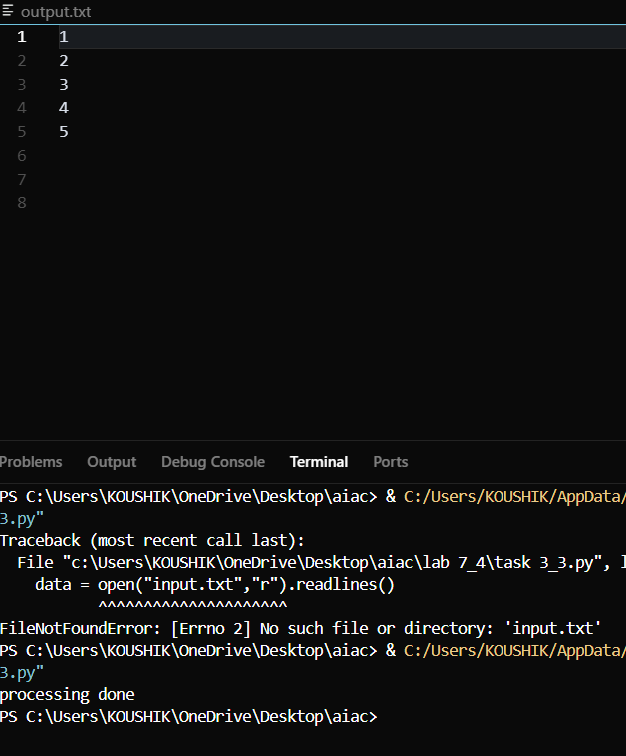 output.txt
1 1
2 2
3 3
4 4
5 5
6
7
8
Problems Output Debug Console Terminal Ports
PS C:\Users\KOUSHIK\OneDrive\Desktop\aiac> & C:/Users/KOUSHIK/AppData/
3.py"
Traceback (most recent call last):
  File "c:\Users\KOUSHIK\OneDrive\Desktop\aiac\lab 7_4\task 3_3.py", l
    data = open("input.txt","r").readlines()
           ^^^^^^^^^^^^^^^^^^^^^
FileNotFoundError: [Errno 2] No such file or directory: 'input.txt'
PS C:\Users\KOUSHIK\OneDrive\Desktop\aiac> & C:/Users/KOUSHIK/AppData/
3.py"
processing done
PS C:\Users\KOUSHIK\OneDrive\Desktop\aiac>